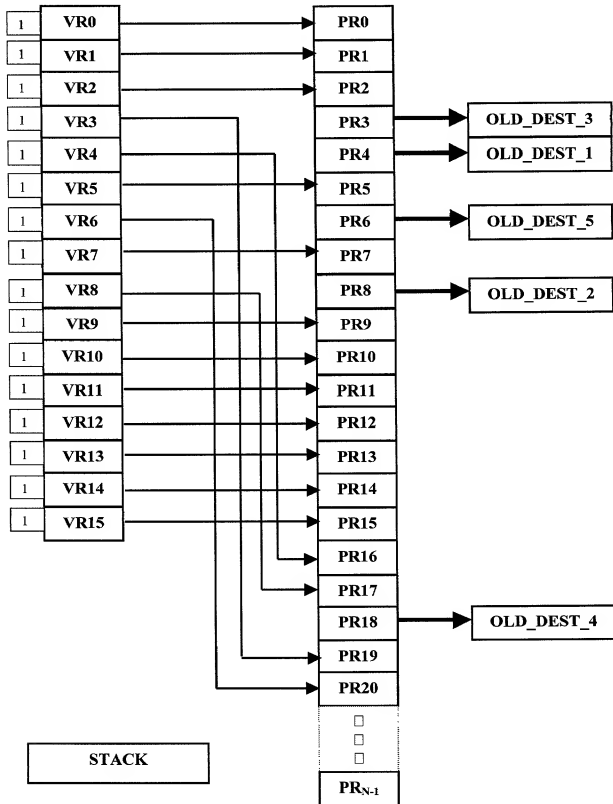 1 VR0 PR0
1 VR1 PR1
1 VR2 PR2
1 VR3 PR3 OLD_DEST_3
1 VR4 PR4 OLD_DEST_1
1 VR5 PR5
1 VR6 PR6 OLD_DEST_5
1 VR7 PR7
1 VR8 PR8 OLD_DEST_2
1 VR9 PR9
1 VR10 PR10
1 VR11 PR11
1 VR12 PR12
1 VR13 PR13
1 VR14 PR14
1 VR15 PR15
PR16
PR17
PR18 OLD_DEST_4
PR19
PR20
STACK
PRN-1